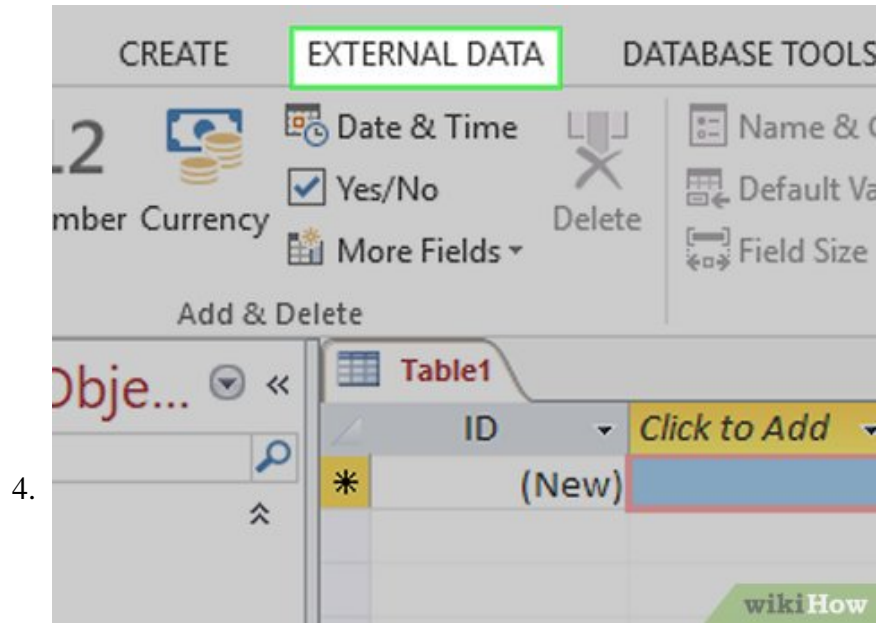 CREATE EXTERNAL DATA DATABASE TOOLS
12 Date & Time Name & C
Yes/No Default Va
mber Currency Delete
More Fields Field Size
Add & Delete
Obje... « Table1
ID Click to Add
4. * (New)
wikiHow